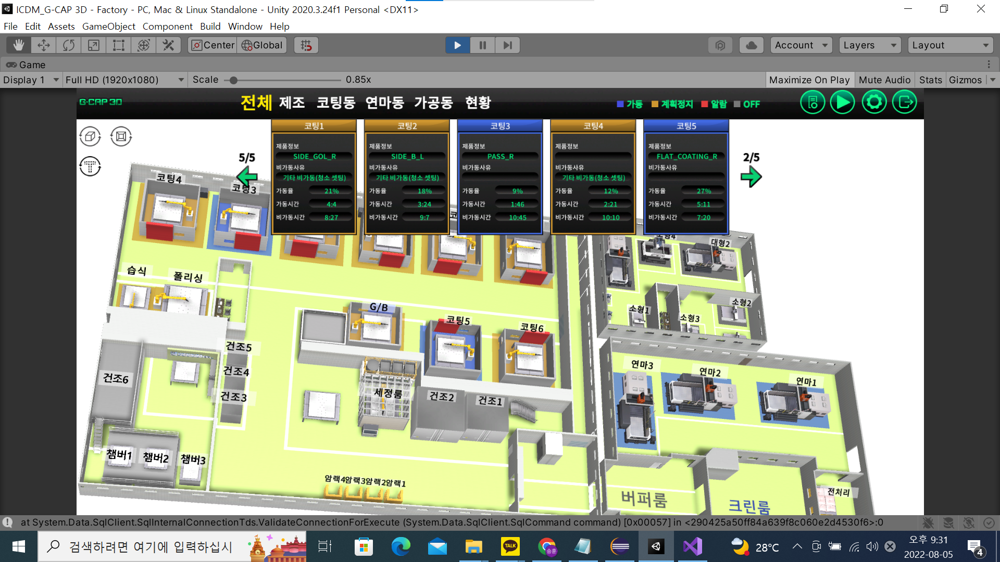 ICDM_G-CAP 3D - Factory - PC, Mac & Linux Standalone - Unity 2020.3.24f1 Personal <DX11>
File Edit Assets GameObject Component Build Window Help
Center Global Account Layers Layout
Game
Display 1 Full HD (1920x1080) Scale 0.85x Maximize On Play Mute Audio Stats Gizmos
G-CAP 3D 전체 제조 코팅동 연마동 가공동 현황 가동 계획정지 알람 OFF
코팅1
제품정보
SIDE_GOL_R
비가동사유
기타 비가동(청소 셋팅)
가동율 21%
가동시간 4:4
비가동시간 8:27
코팅2
제품정보
SIDE_B_L
비가동사유
기타 비가동(청소 셋팅)
가동율 18%
가동시간 3:24
비가동시간 9:7
코팅3
제품정보
PASS_R
비가동사유
가동율 9%
가동시간 1:46
비가동시간 10:45
코팅4
제품정보
비가동사유
기타 비가동(청소 셋팅)
가동율 12%
가동시간 2:21
비가동시간 10:10
코팅5
제품정보
FLAT_COATING_R
비가동사유
가동율 27%
가동시간 5:11
비가동시간 7:20
5/5
2/5
코팅4
코팅3
소형4
대형2
습식
폴리싱
G/B
코팅5
코팅6
소형1
소형2
소형3
건조5
건조4
건조3
건조6
세정룸
건조2
건조1
연마3
연마2
연마1
챔버1
챔버2
챔버3
암랙4암랙3암랙2암랙1
버퍼룸
크린룸
전처리
at System.Data.SqlClient.SqlInternalConnectionTds.ValidateConnectionForExecute (System.Data.SqlClient.SqlCommand command) [0x00057] in <290425a50ff84a639f8c060e2d4530f6>:0
검색하려면 여기에 입력하십시
TALK
승훈
28°C
오후 9:31
2022-08-05
4